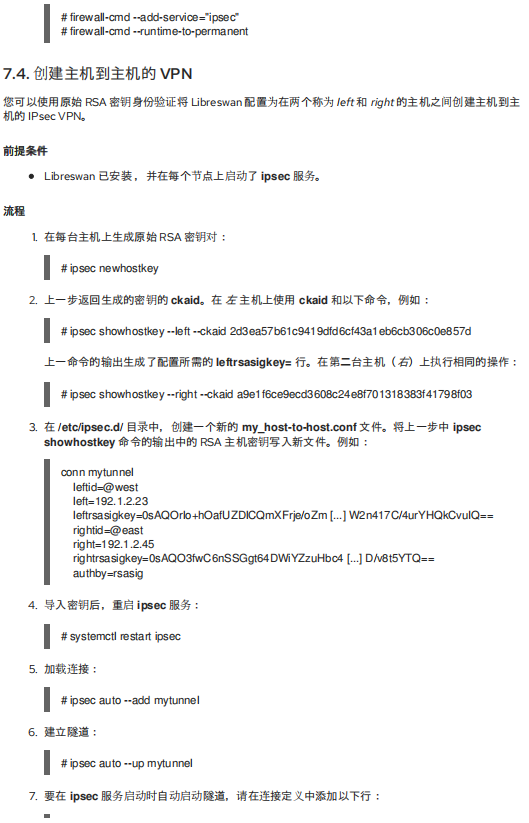 # firewall-cmd --add-service="ipsec"
# firewall-cmd --runtime-to-permanent
7.4. 创建主机到主机的 VPN
您可以使用原始 RSA 密钥身份验证将 Libreswan 配置为在两个称为 left 和 right 的主机之间创建主机到主
机的 IPsec VPN。
前提条件
● Libreswan 已安装，并在每个节点上启动了 ipsec 服务。
流程
1. 在每台主机上生成原始 RSA 密钥对：
# ipsec newhostkey
2. 上一步返回生成的密钥的 ckaid。在 左 主机上使用 ckaid 和以下命令，例如：
# ipsec showhostkey --left --ckaid 2d3ea57b61c9419dfd6cf43a1eb6cb306c0e857d
上一命令的输出生成了配置所需的 leftrsasigkey= 行。在第二台主机（右）上执行相同的操作：
# ipsec showhostkey --right --ckaid a9e1f6ce9ecd3608c24e8f701318383f41798f03
3. 在 /etc/ipsec.d/ 目录中，创建一个新的 my_host-to-host.conf 文件。将上一步中 ipsec
showhostkey 命令的输出中的 RSA 主机密钥写入新文件。例如：
conn mytunnel
leftid=@west
left=192.1.2.23
leftrsasigkey=0sAQOrlo+hOafUZDlCQmXFrje/oZm [...] W2n417C/4urYHQkCvuIQ==
rightid=@east
right=192.1.2.45
rightrsasigkey=0sAQO3fwC6nSSGgt64DWiYZzuHbc4 [...] D/v8t5YTQ==
authby=rsasig
4. 导入密钥后，重启 ipsec 服务：
# systemctl restart ipsec
5. 加载连接：
# ipsec auto --add mytunnel
6. 建立隧道：
# ipsec auto --up mytunnel
7. 要在 ipsec 服务启动时自动启动隧道，请在连接定义中添加以下行：